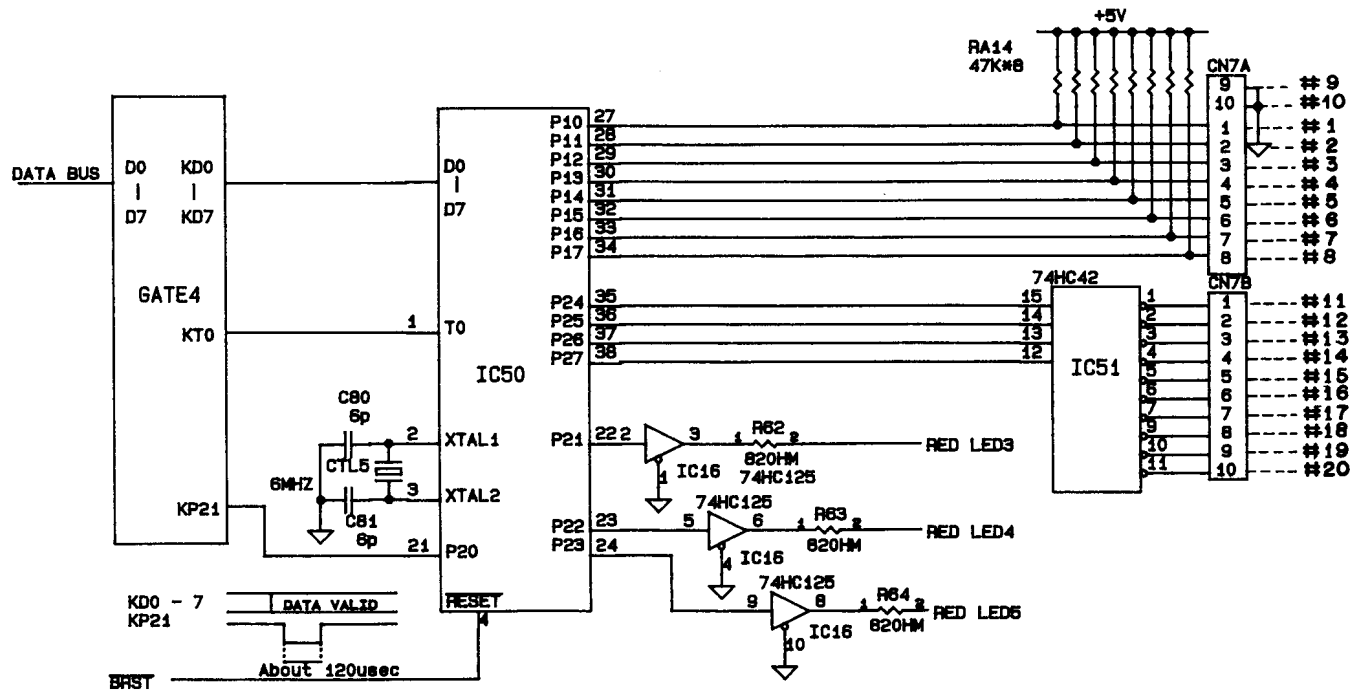 +5V
RA14
47K*8
CN7A
9 #9
10 #10
P10 27 1 #1
P11 28 2 #2
P12 29 3 #3
P13 30 4 #4
P14 31 5 #5
P15 32 6 #6
P16 33 7 #7
P17 34 8 #8
DATA BUS
D0 KD0
| |
D7 KD7
D0
|
D7
GATE4
74HC42
CN7B
P24 35 15 1 1 #11
P25 36 14 2 2 #12
P26 37 13 3 3 #13
P27 38 12 4 4 #14
5 5 #15
6 6 #16
7 7 #17
9 8 #18
10 9 #19
11 10 #20
IC51
KT0 1 T0
IC50
C80
6p
2 XTAL1
CTL5
6MHZ
3 XTAL2
C81
6p
P21 22 2 3 1 R62 2 RED LED3
1 IC16 820HM
74HC125
74HC125
P22 23 5 6 1 R63 2 RED LED4
4 IC16 820HM
P23 24
74HC125
9 8 1 R64 2 RED LED5
10 IC16 820HM
KP21
21 P20
RESET
4
KD0 - 7 DATA VALID
KP21
About 120usec
BRST